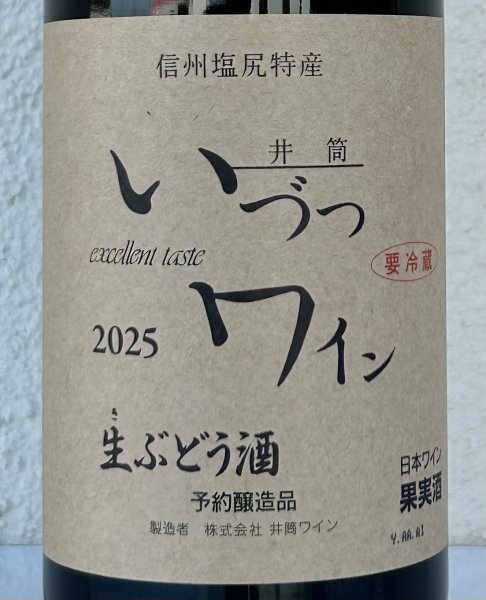 信州塩尻特産
井筒
いづつ
excellent taste
要冷蔵
ワイン
2025
き
生ぶどう酒
日本ワイン
果実酒
予約醸造品
製造者 株式会社 井筒ワイン
Y.AA.AI